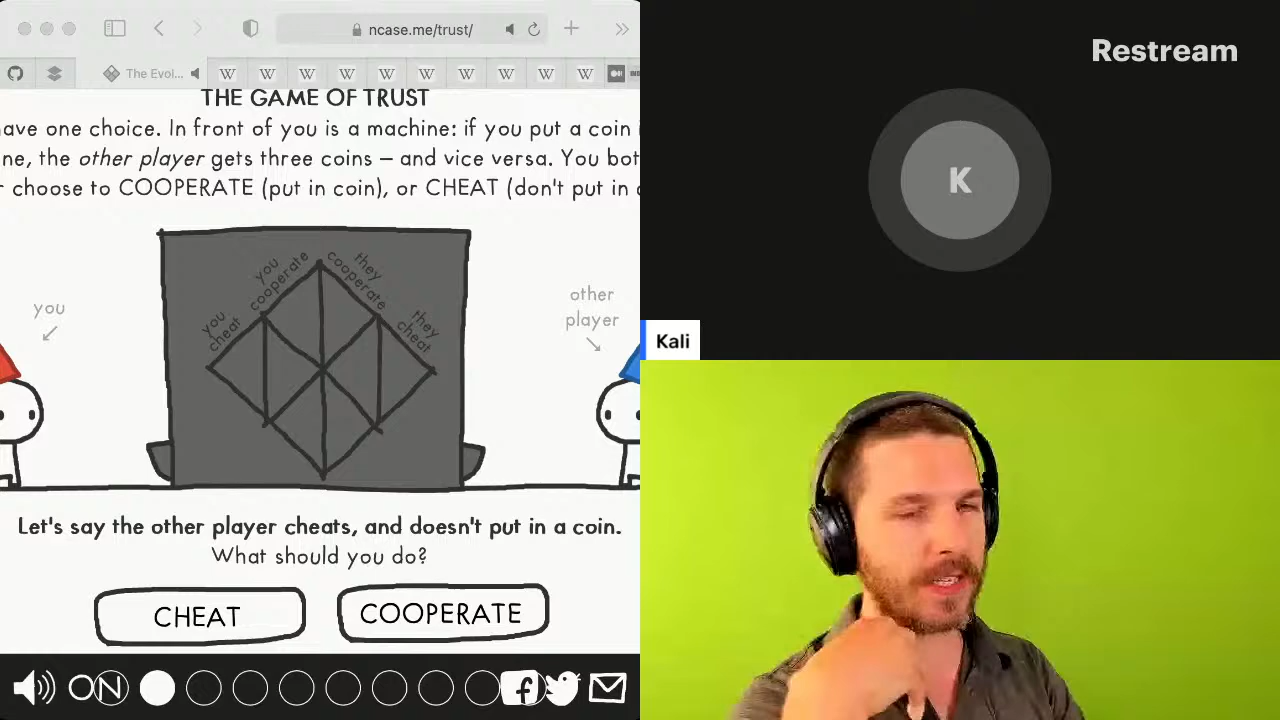 ncase.me/trust/
The Evol...
W W W W W W W W W W
THE GAME OF TRUST
ave one choice. In front of you is a machine: if you put a coin i
ne, the other player gets three coins – and vice versa. You bot
r choose to COOPERATE (put in coin), or CHEAT (don't put in a
you
cheat
you
cooperate
they
cooperate
they
cheat
you
other
player
Let's say the other player cheats, and doesn't put in a coin.
What should you do?
CHEAT
COOPERATE
ON
f
Restream
K
Kali